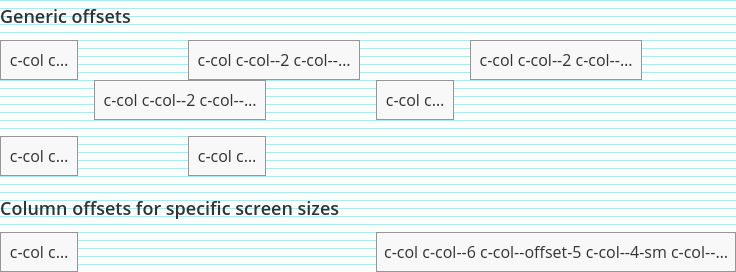 Generic offsets
c-col c... c-col c-col--2 c-col--... c-col c-col--2 c-col--...
c-col c-col--2 c-col--... c-col c...
c-col c... c-col c...
Column offsets for specific screen sizes
c-col c... c-col c-col--6 c-col--offset-5 c-col--4-sm c-col--...